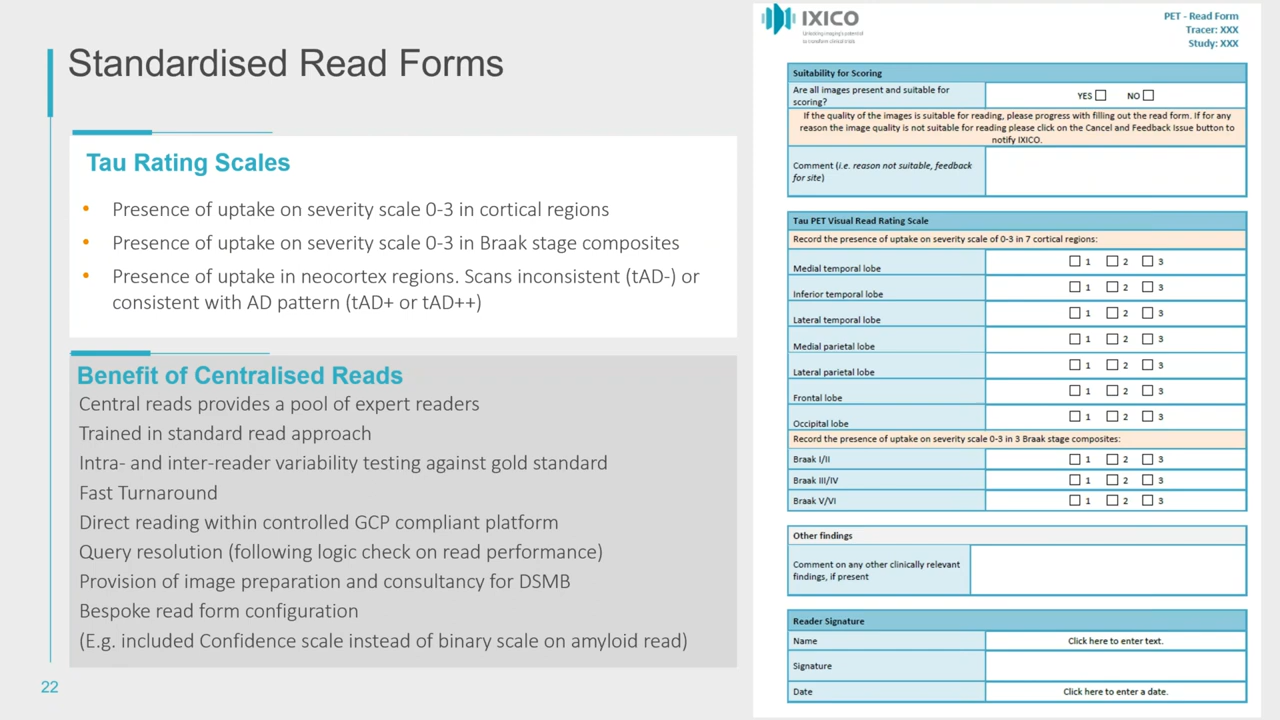 Standardised Read Forms
Tau Rating Scales
• Presence of uptake on severity scale 0-3 in cortical regions
• Presence of uptake on severity scale 0-3 in Braak stage composites
• Presence of uptake in neocortex regions. Scans inconsistent (tAD-) or
consistent with AD pattern (tAD+ or tAD++)
Benefit of Centralised Reads
Central reads provides a pool of expert readers
Trained in standard read approach
Intra- and inter-reader variability testing against gold standard
Fast Turnaround
Direct reading within controlled GCP compliant platform
Query resolution (following logic check on read performance)
Provision of image preparation and consultancy for DSMB
Bespoke read form configuration
(E.g. included Confidence scale instead of binary scale on amyloid read)
22
IXICO
Unlocking imaging's potential
to transform clinical trials
PET - Read Form
Tracer: XXX
Study: XXX
Suitability for Scoring
Are all images present and suitable for
scoring?
YES ☐ NO ☐
If the quality of the images is suitable for reading, please progress with filling out the read form. If for any
reason the image quality is not suitable for reading please click on the Cancel and Feedback Issue button to
notify IXICO.
Comment (i.e. reason not suitable, feedback
for site)
Tau PET Visual Read Rating Scale
Record the presence of uptake on severity scale of 0-3 in 7 cortical regions:
Medial temporal lobe ☐ 1 ☐ 2 ☐ 3
Inferior temporal lobe ☐ 1 ☐ 2 ☐ 3
Lateral temporal lobe ☐ 1 ☐ 2 ☐ 3
Medial parietal lobe ☐ 1 ☐ 2 ☐ 3
Lateral parietal lobe ☐ 1 ☐ 2 ☐ 3
Frontal lobe ☐ 1 ☐ 2 ☐ 3
Occipital lobe ☐ 1 ☐ 2 ☐ 3
Record the presence of uptake on severity scale 0-3 in 3 Braak stage composites:
Braak I/II ☐ 1 ☐ 2 ☐ 3
Braak III/IV ☐ 1 ☐ 2 ☐ 3
Braak V/VI ☐ 1 ☐ 2 ☐ 3
Other findings
Comment on any other clinically relevant
findings, if present
Reader Signature
Name Click here to enter text.
Signature
Date Click here to enter a date.